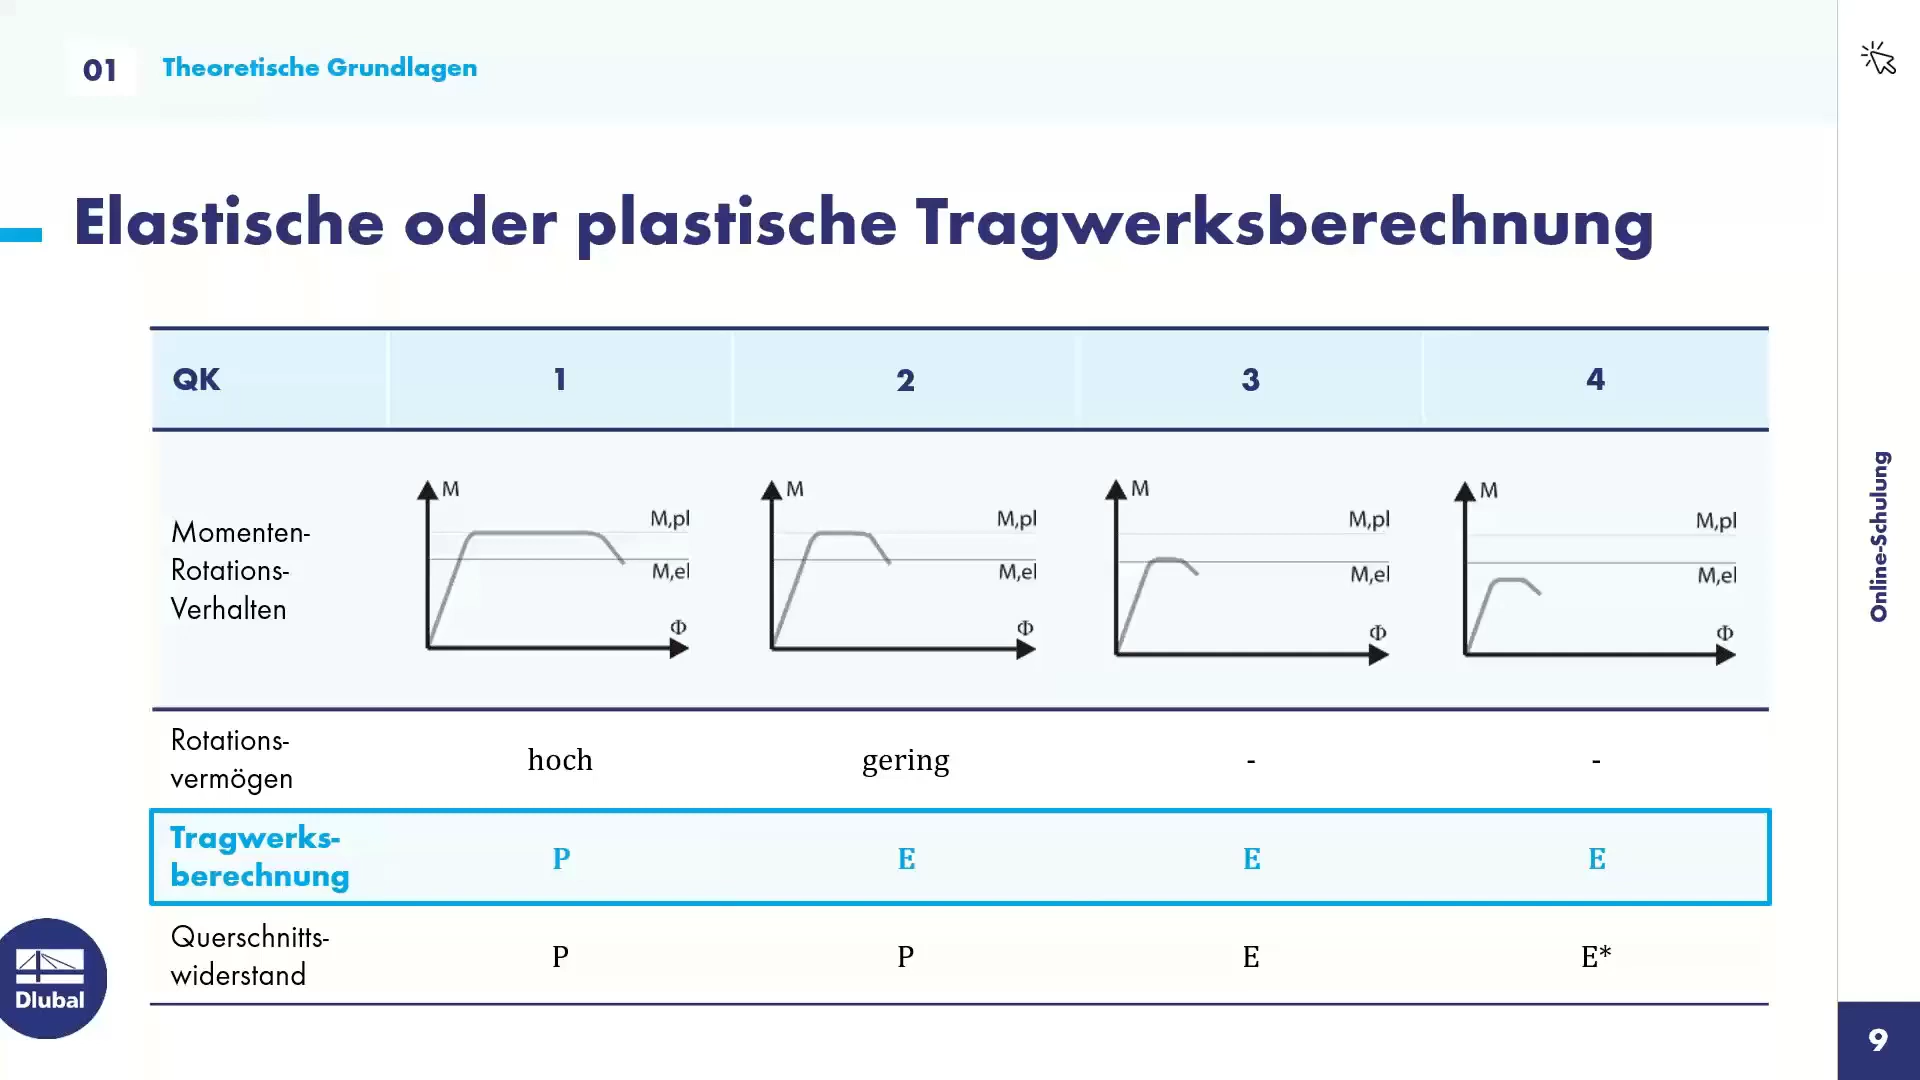 01
Theoretische Grundlagen
Elastische oder plastische Tragwerksberechnung
QK 1 2 3 4
Momenten-
Rotations-
Verhalten
M M,pl M,el Φ
M M,pl M,el Φ
M M,pl M,el Φ
M M,pl M,el Φ
Rotations-
vermögen
hoch gering - -
Tragwerks-
berechnung
P E E E
Querschnitts-
widerstand
P P E E*
Dlubal
Online-Schulung
9